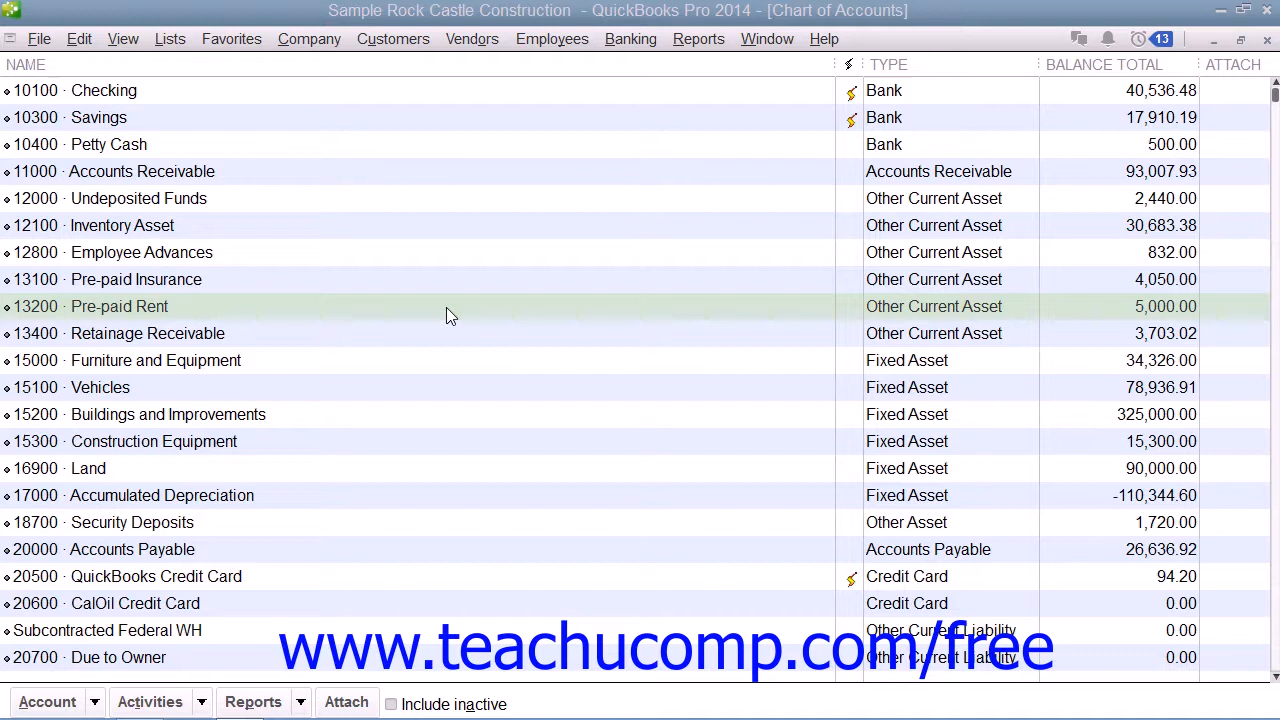 Sample Rock Castle Construction - QuickBooks Pro 2014 - [Chart of Accounts]
File Edit View Lists Favorites Company Customers Vendors Employees Banking Reports Window Help 13
NAME TYPE BALANCE TOTAL ATTACH
10100 · Checking Bank 40,536.48
10300 · Savings Bank 17,910.19
10400 · Petty Cash Bank 500.00
11000 · Accounts Receivable Accounts Receivable 93,007.93
12000 · Undeposited Funds Other Current Asset 2,440.00
12100 · Inventory Asset Other Current Asset 30,683.38
12800 · Employee Advances Other Current Asset 832.00
13100 · Pre-paid Insurance Other Current Asset 4,050.00
13200 · Pre-paid Rent Other Current Asset 5,000.00
13400 · Retainage Receivable Other Current Asset 3,703.02
15000 · Furniture and Equipment Fixed Asset 34,326.00
15100 · Vehicles Fixed Asset 78,936.91
15200 · Buildings and Improvements Fixed Asset 325,000.00
15300 · Construction Equipment Fixed Asset 15,300.00
16900 · Land Fixed Asset 90,000.00
17000 · Accumulated Depreciation Fixed Asset -110,344.60
18700 · Security Deposits Other Asset 1,720.00
20000 · Accounts Payable Accounts Payable 26,636.92
20500 · QuickBooks Credit Card Credit Card 94.20
20600 · CalOil Credit Card Credit Card 0.00
Subcontracted Federal WH Other Current Liability 0.00
20700 · Due to Owner Other Current Liability 0.00
www.teachucomp.com/free
Account Activities Reports Attach Include inactive